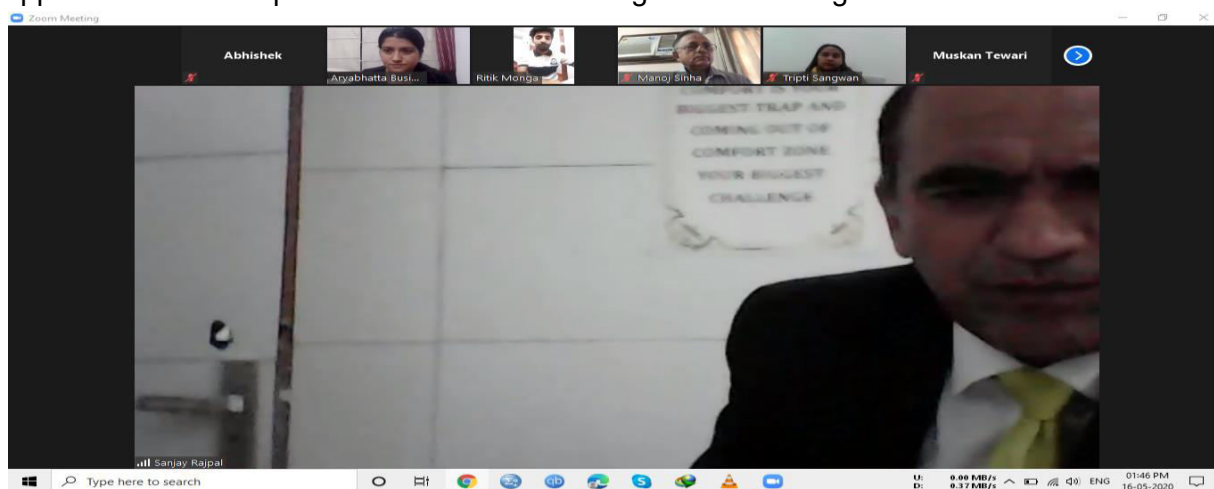 Zoom Meeting
Abhishek
Aryabhatta Busi...
Ritik Monga
Manoj Sinha
Tripti Sangwan
Muskan Tewari
COMFORT IS YOUR
BIGGEST TRAP AND
COMING OUT OF
COMFORT ZONE
YOUR BIGGEST
CHALLENGE
Sanjay Rajpal
Type here to search
qb
S
U: 0.00 MB/s
D: 0.37 MB/s
ENG
01:46 PM
16-05-2020